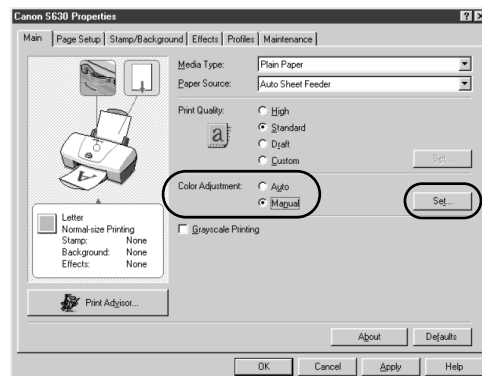 Canon S630 Properties
Main Page Setup Stamp/Background Effects Profiles Maintenance
Media Type: Plain Paper
Paper Source: Auto Sheet Feeder
Print Quality: High
Standard
Draft
Custom Set...
Color Adjustment: Auto
Manual Set...
Grayscale Printing
Letter
Normal-size Printing
Stamp: None
Background: None
Effects: None
Print Advisor...
About Defaults
OK Cancel Apply Help